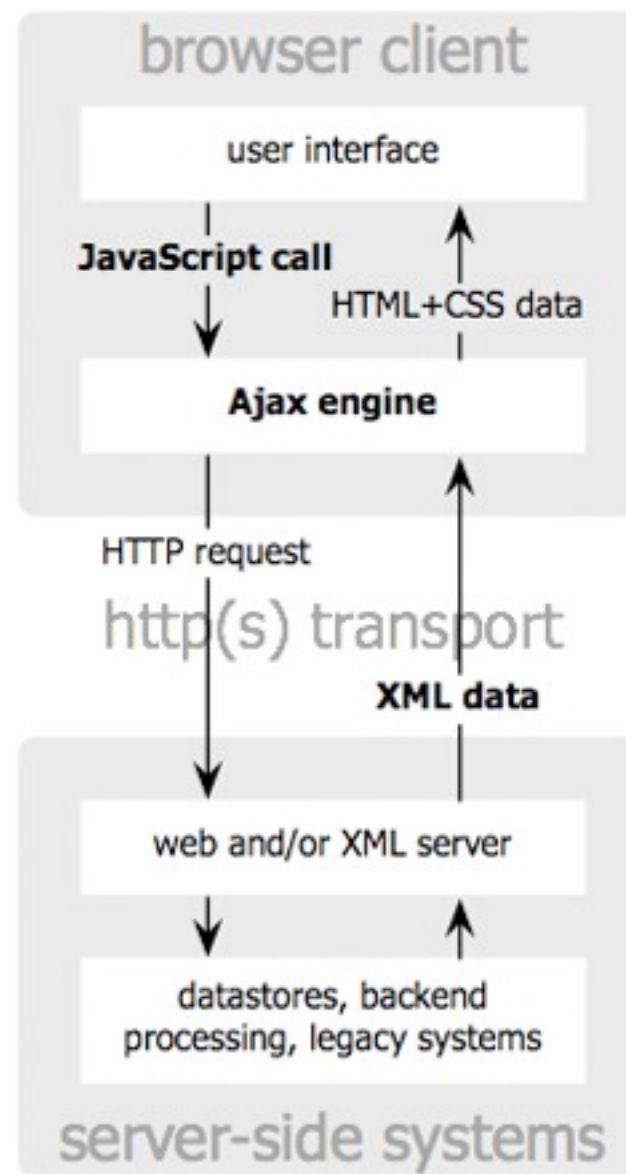 browser client
user interface
JavaScript call
HTML+CSS data
Ajax engine
HTTP request
http(s) transport
XML data
web and/or XML server
datastores, backend
processing, legacy systems
server-side systems